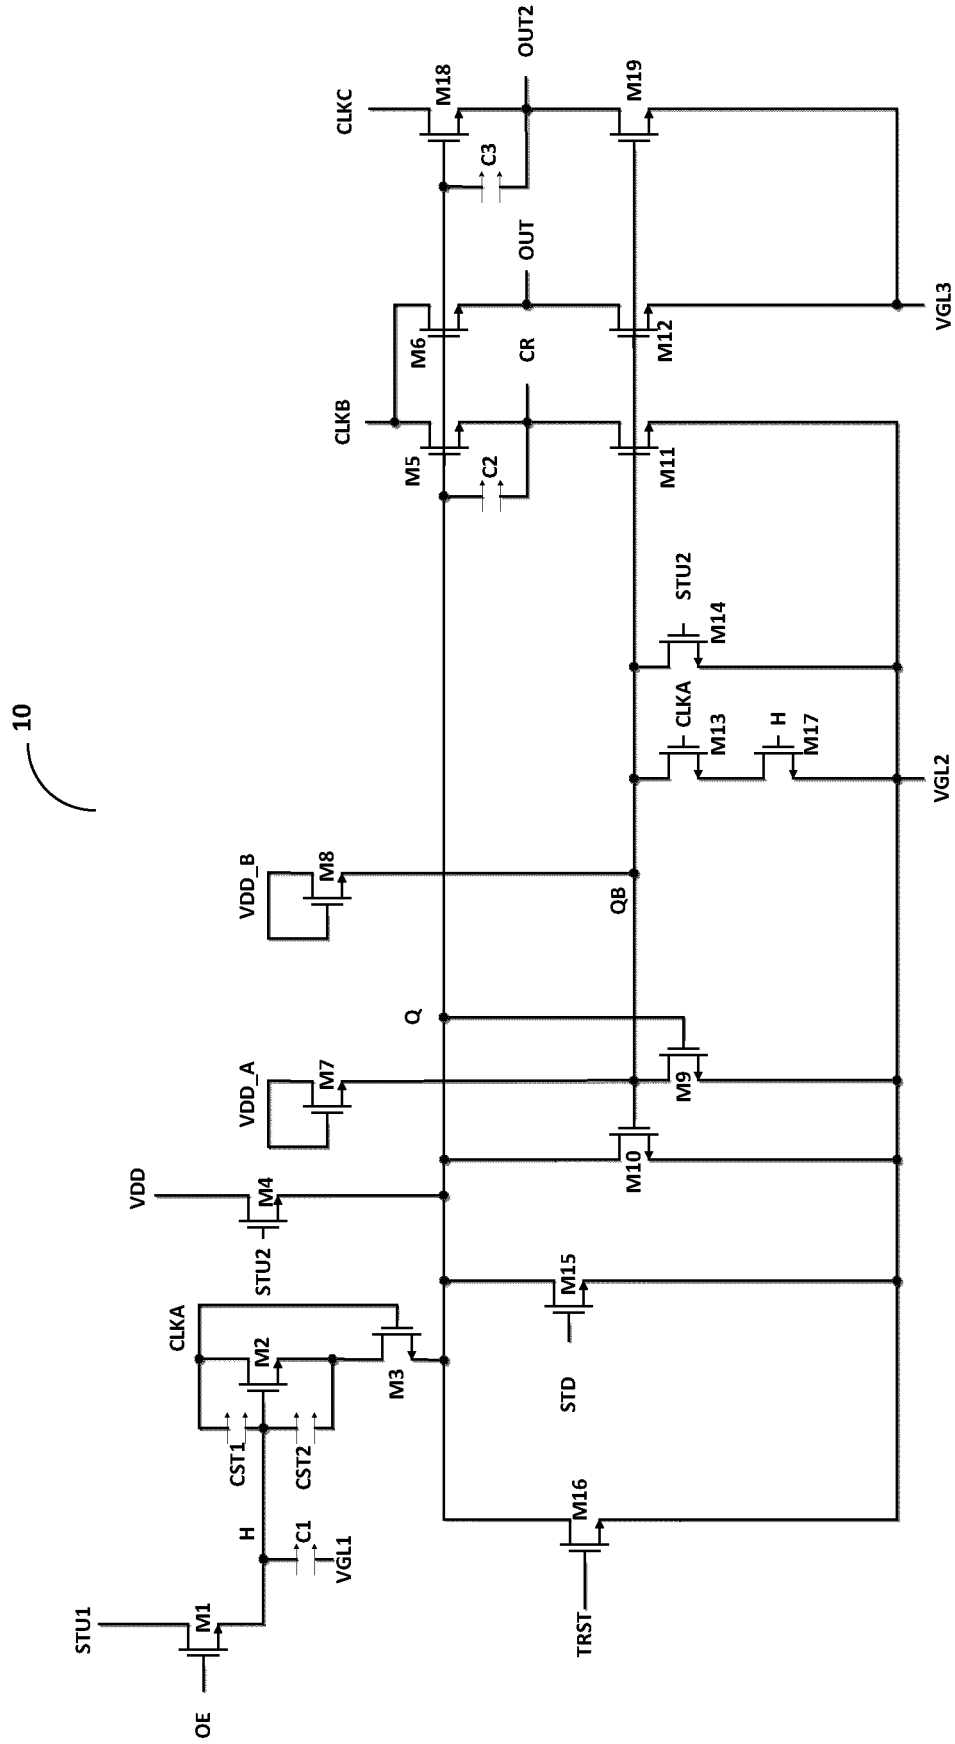 10
STU1
VDD
CLKA
OE
M1
H
CST1
M2
STU2
M4
VDD_A
VDD_B
C1
CST2
M7
M8
VGL1
CLKB
CLKC
M3
Q
M5
M6
M18
C2
C3
CR
OUT
OUT2
STD
M15
TRST
M16
QB
M10
M19
M11
M12
M9
CLKA
STU2
M13
M14
H
M17
VGL2
VGL3